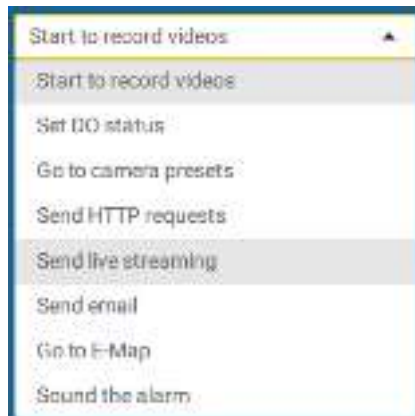 Start to record videos
Start to record videos
Set DO status
Go to camera presets
Send HTTP requests
Send live streaming
Send email
Go to E-Map
Sound the alarm